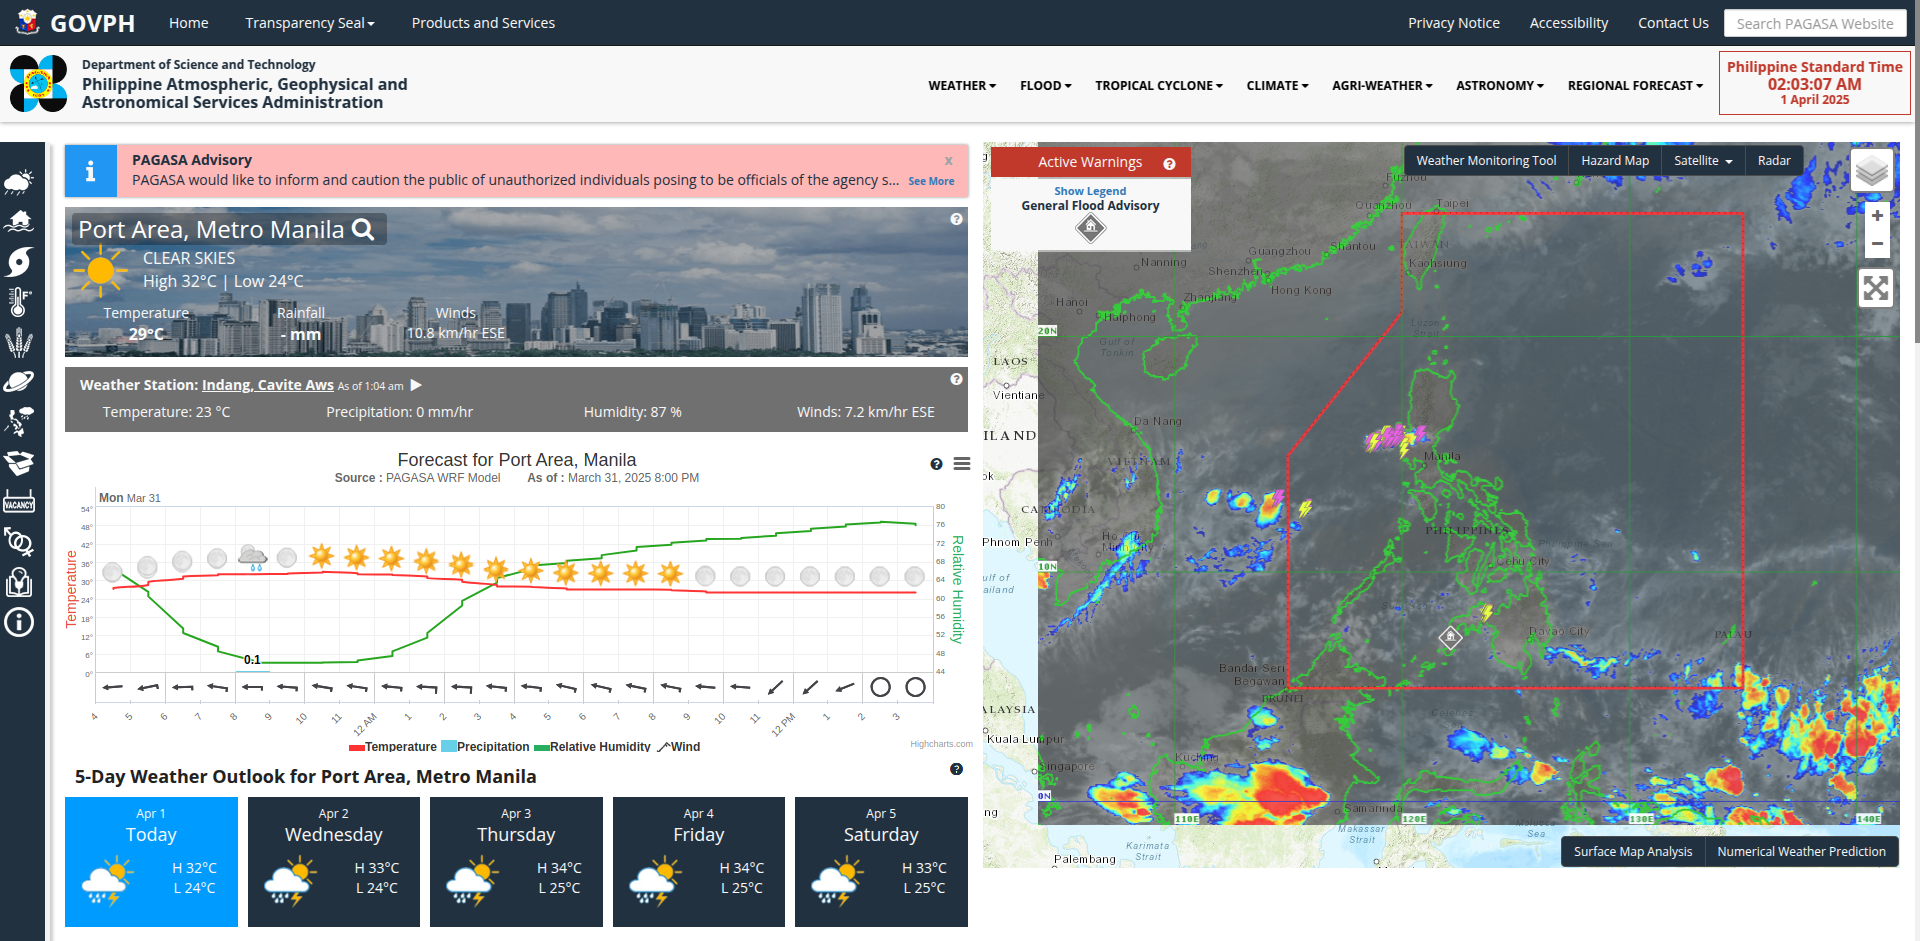 GOVPH
Home
Transparency Seal
Products and Services
Privacy Notice
Accessibility
Contact Us
Search PAGASA Website
Department of Science and Technology
Philippine Atmospheric, Geophysical and
Astronomical Services Administration
WEATHER
FLOOD
TROPICAL CYCLONE
CLIMATE
AGRI-WEATHER
ASTRONOMY
REGIONAL FORECAST
Philippine Standard Time
02:03:07 AM
1 April 2025
VACANCY
PAGASA Advisory
x
PAGASA would like to inform and caution the public of unauthorized individuals posing to be officials of the agency s... See More
Port Area, Metro Manila
CLEAR SKIES
High 32°C | Low 24°C
Temperature
29°C
Rainfall
- mm
Winds
10.8 km/hr ESE
Weather Station: Indang, Cavite Aws As of 1:04 am
Temperature: 23 °C
Precipitation: 0 mm/hr
Humidity: 87 %
Winds: 7.2 km/hr ESE
Forecast for Port Area, Manila
Source : PAGASA WRF Model As of : March 31, 2025 8:00 PM
Mon Mar 31
Temperature
54°
48°
42°
36°
30°
24°
18°
12°
6°
0°
80
76
72
68
64
60
56
52
48
44
Relative Humidity
0.1
4 5 6 7 8 9 10 11 12 AM 1 2 3 4 5 6 7 8 9 10 11 12 PM 1 2 3
Temperature Precipitation Relative Humidity Wind
Highcharts.com
5-Day Weather Outlook for Port Area, Metro Manila
Apr 1
Today
H 32°C
L 24°C
Apr 2
Wednesday
H 33°C
L 24°C
Apr 3
Thursday
H 34°C
L 25°C
Apr 4
Friday
H 34°C
L 25°C
Apr 5
Saturday
H 33°C
L 25°C
Active Warnings
Show Legend
General Flood Advisory
Weather Monitoring Tool
Hazard Map
Satellite
Radar
+
−
Fuzhou
Quanzhou
Taipei
TAIWAN
Guangzhou
Shantou
Nanning
Shenzhen
Kaohsiung
Hong Kong
Zhanjiang
Hanoi
Haiphong
20N
Luzon
Strait
Gulf of
Tonkin
LAOS
Vientiane
Da Nang
ILAND
VIETNAM
Manila
ok
CAMBODIA
PHILIPPINES
Phnom Penh
Ho Chi
Minh City
Cebu City
10N
ulf of
ailand
Davao City
PALAU
Bandar Seri
Begawan
BRUNEI
ALAYSIA
Kuala Lumpur
Kuching
Singapore
0N
Samarinda
110E
120E
130E
140E
ng
Makassar
Strait
Molucca
Sea
Karimata
Strait
Palembang
Surface Map Analysis
Numerical Weather Prediction